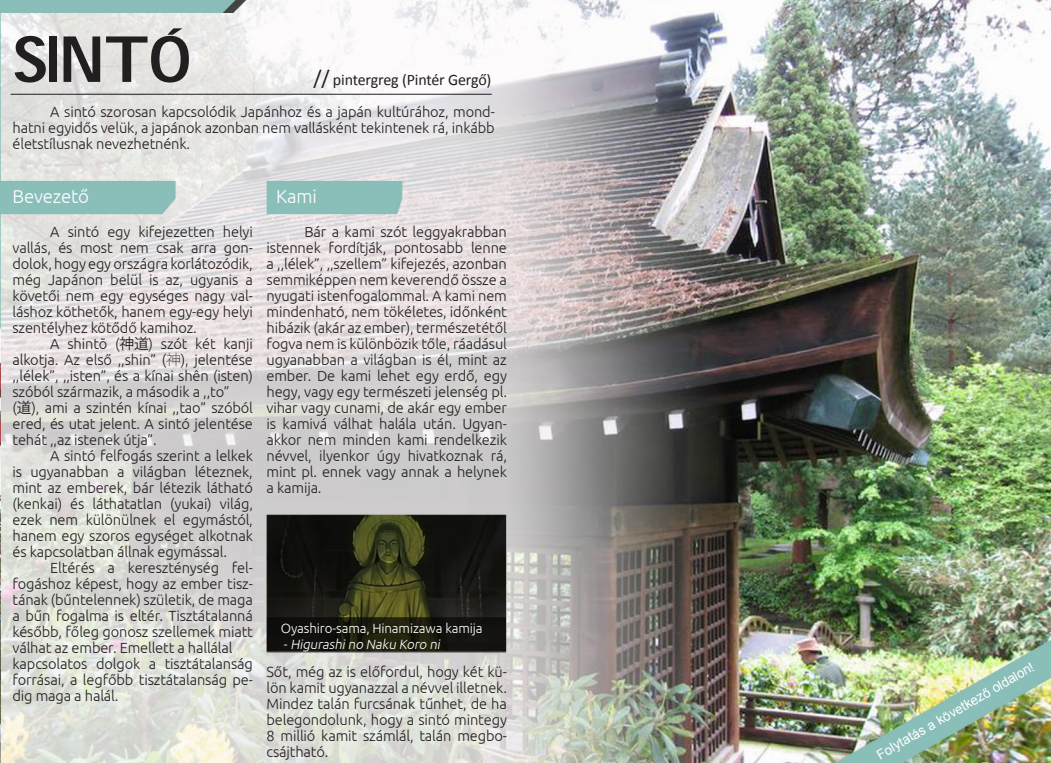 SINTÓ
// pintergreg (Pintér Gergő)
A sintó szorosan kapcsolódik Japánhoz és a japán kultúrához, mond-
hatni egyidős velük, a japánok azonban nem vallásként tekintenek rá, inkább
életstílusnak nevezhetnénk.
Bevezető
A sintó egy kifejezetten helyi
vallás, és most nem csak arra gon-
dolok, hogy egy országra korlátozódik,
még Japánon belül is az, ugyanis a
követői nem egy egységes nagy val-
láshoz köthetők, hanem egy-egy helyi
szentélyhez kötődő kamihoz.
A shintō (神道) szót két kanji
alkotja. Az első ,,shin” (神), jelentése
,,lélek”, ,,isten”, és a kínai shên (isten)
szóból származik, a második a ,,to”
(道), ami a szintén kínai ,,tao” szóból
ered, és utat jelent. A sintó jelentése
tehát ,,az istenek útja”.
A sintó felfogás szerint a lelkek
is ugyanabban a világban léteznek,
mint az emberek, bár létezik látható
(kenkai) és láthatatlan (yukai) világ,
ezek nem különülnek el egymástól,
hanem egy szoros egységet alkotnak
és kapcsolatban állnak egymással.
Eltérés a kereszténység fel-
fogáshoz képest, hogy az ember tisz-
tának (bűntelennek) születik, de maga
a bűn fogalma is eltér. Tisztátalanná
később, főleg gonosz szellemek miatt
válhat az ember. Emellett a hallálal
kapcsolatos dolgok a tisztátalanság
forrásai, a legfőbb tisztátalanság pe-
dig maga a halál.
Kami
Bár a kami szót leggyakrabban
istennek fordítják, pontosabb lenne
a ,,lélek”, ,,szellem” kifejezés, azonban
semmiképpen nem keverendő össze a
nyugati istenfogalommal. A kami nem
mindenható, nem tökéletes, időnként
hibázik (akár az ember), természetétől
fogva nem is különbözik tőle, ráadásul
ugyanabban a világban is él, mint az
ember. De kami lehet egy erdő, egy
hegy, vagy egy természeti jelenség pl.
vihar vagy cunami, de akár egy ember
is kamivá válhat halála után. Ugyan-
akkor nem minden kami rendelkezik
névvel, ilyenkor úgy hivatkoznak rá,
mint pl. ennek vagy annak a helynek
a kamija.
Oyashiro-sama, Hinamizawa kamija
- Higurashi no Naku Koro ni
Sőt, még az is előfordul, hogy két kü-
lön kamit ugyanazzal a névvel illetnek.
Mindez talán furcsának tűnhet, de ha
belegondolunk, hogy a sintó mintegy
8 millió kamit számlál, talán megbo-
csájtható.
Folytatás a következő oldalon!